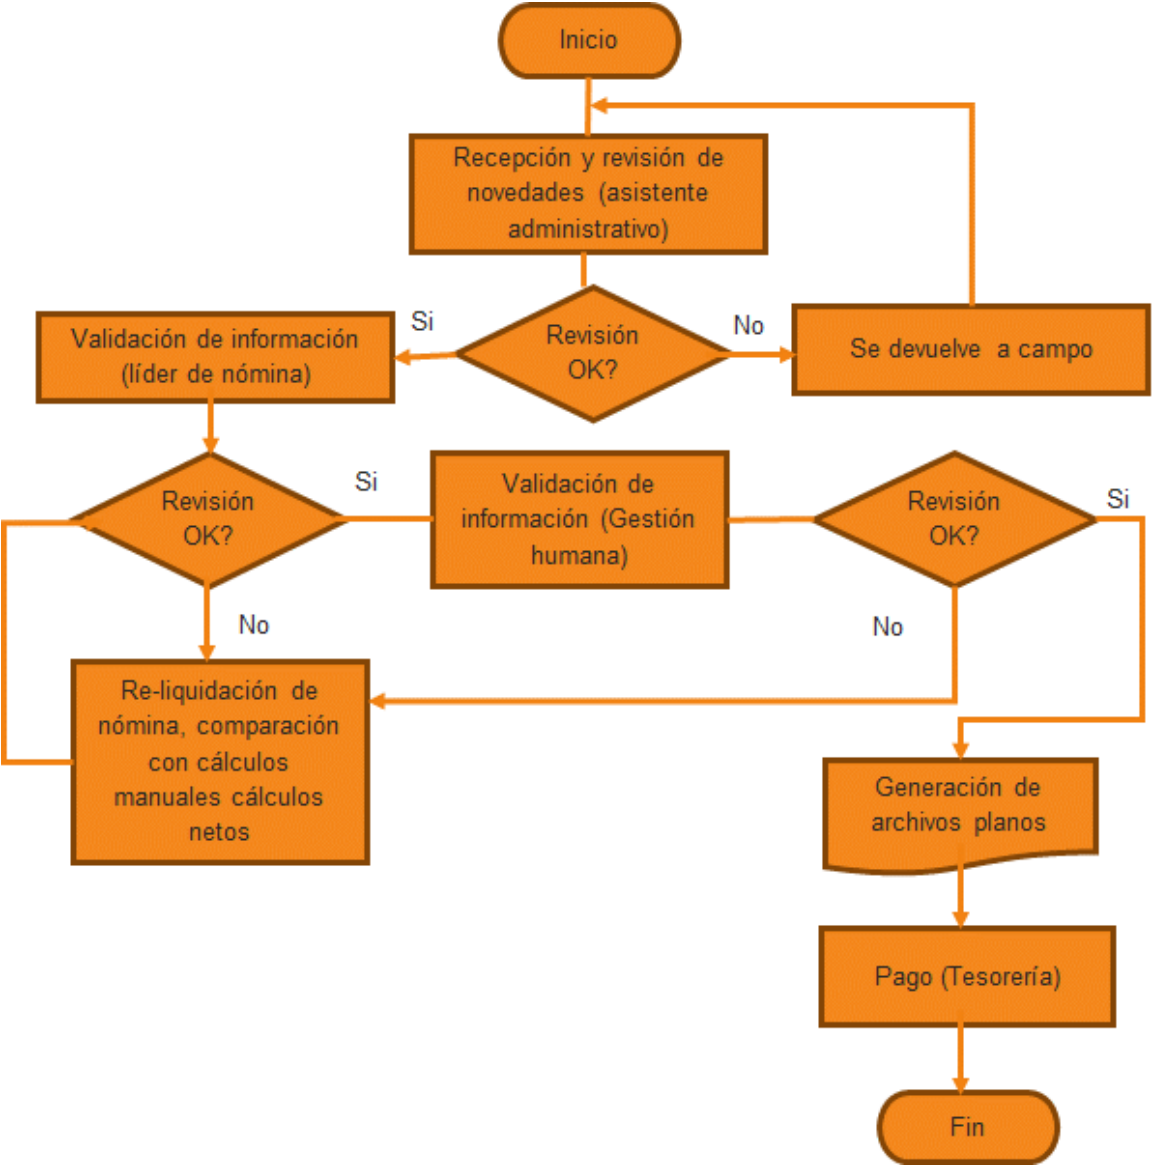 Inicio
Recepción y revisión de
novedades (asistente
administrativo)
Si
Revisión
OK?
No
Se devuelve a campo
Validación de información
(líder de nómina)
Revisión
OK?
Si
Validación de
información (Gestión
humana)
Revisión
OK?
Si
No
No
Re-liquidación de
nómina, comparación
con cálculos
manuales cálculos
netos
Generación de
archivos planos
Pago (Tesorería)
Fin